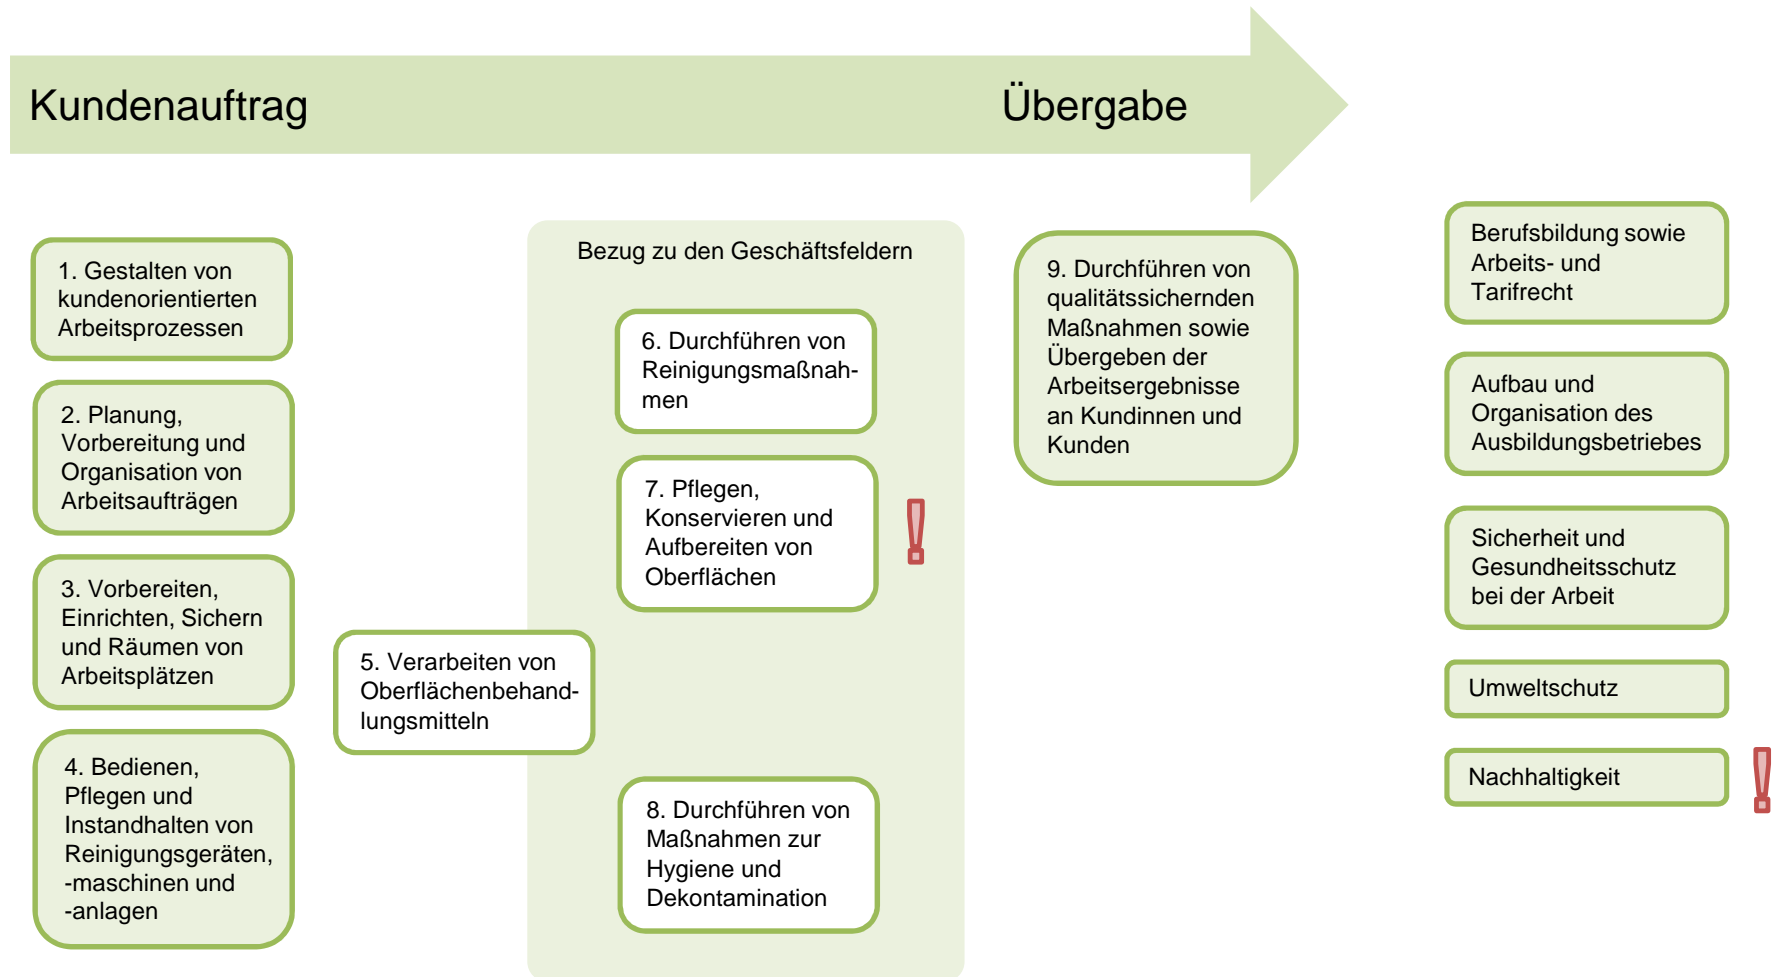 Kundenauftrag
Übergabe
1. Gestalten von
kundenorientierten
Arbeitsprozessen
2. Planung,
Vorbereitung und
Organisation von
Arbeitsaufträgen
3. Vorbereiten,
Einrichten, Sichern
und Räumen von
Arbeitsplätzen
4. Bedienen,
Pflegen und
Instandhalten von
Reinigungsgeräten,
-maschinen und
-anlagen
5. Verarbeiten von
Oberflächenbehand-
lungsmitteln
Bezug zu den Geschäftsfeldern
6. Durchführen von
Reinigungsmaßnah-
men
7. Pflegen,
Konservieren und
Aufbereiten von
Oberflächen
8. Durchführen von
Maßnahmen zur
Hygiene und
Dekontamination
9. Durchführen von
qualitätssichernden
Maßnahmen sowie
Übergeben der
Arbeitsergebnisse
an Kundinnen und
Kunden
Berufsbildung sowie
Arbeits- und
Tarifrecht
Aufbau und
Organisation des
Ausbildungsbetriebes
Sicherheit und
Gesundheitsschutz
bei der Arbeit
Umweltschutz
Nachhaltigkeit